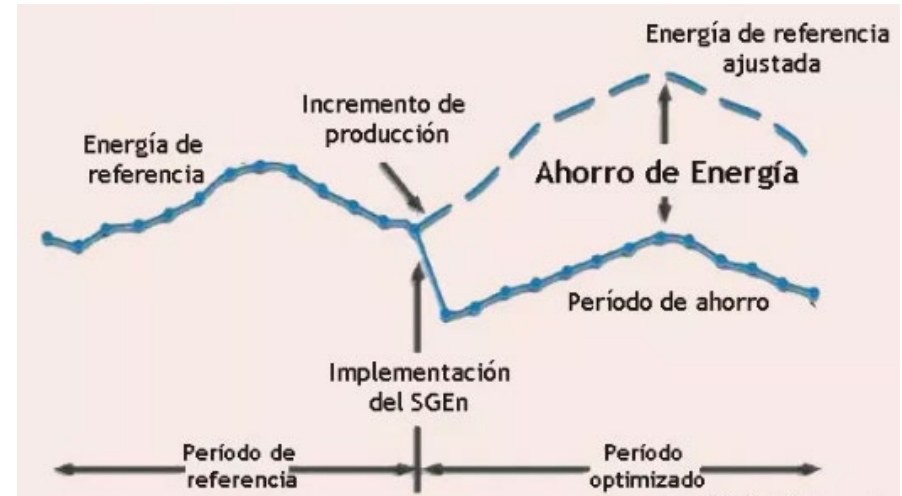 Energía de referencia
ajustada
Incremento de
producción
Energía de
referencia
Ahorro de Energía
Período de ahorro
Implementación
del SGEn
Período de
referencia
Período
optimizado